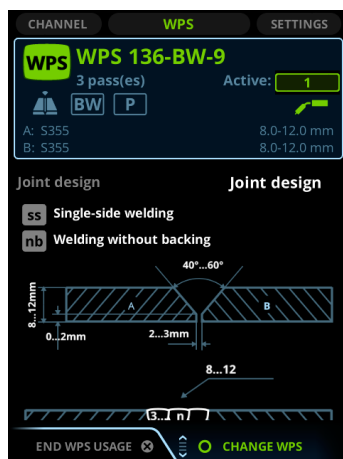 CHANNEL WPS SETTINGS
WPS WPS 136-BW-9
3 pass(es) Active: 1
BW P
A: S355 8.0-12.0 mm
B: S355 8.0-12.0 mm
Joint design Joint design
ss Single-side welding
nb Welding without backing
40°...60°
8...12mm
A B
0...2mm 2...3mm
8...12
3... n
END WPS USAGE CHANGE WPS